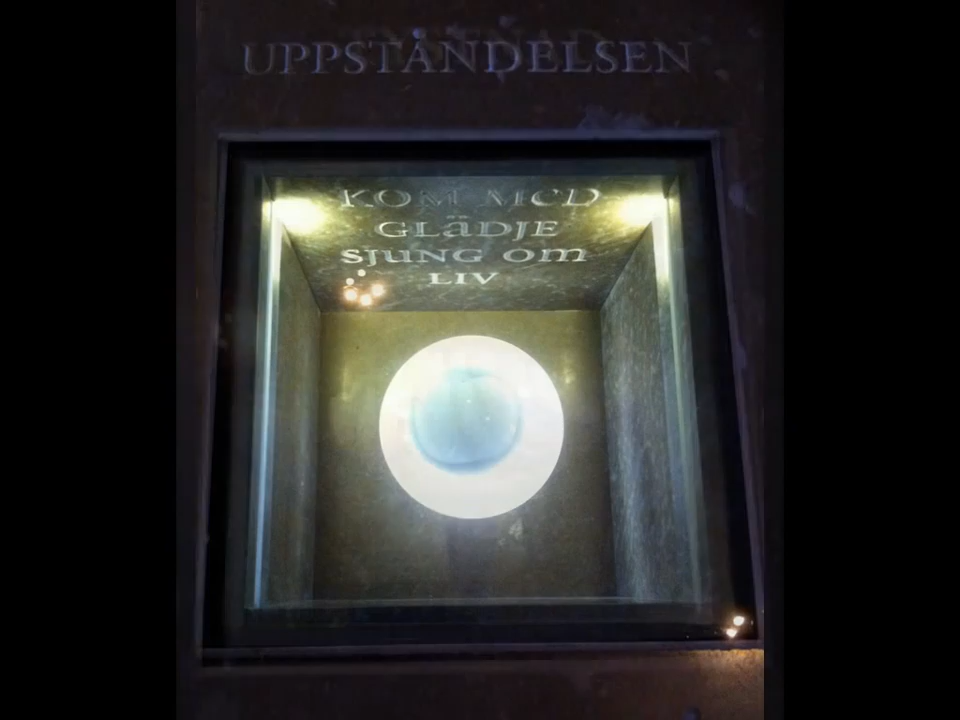 UPPSTÅNDELSEN
KOM MED
GLÄDJE
SJUNG OM
LIV